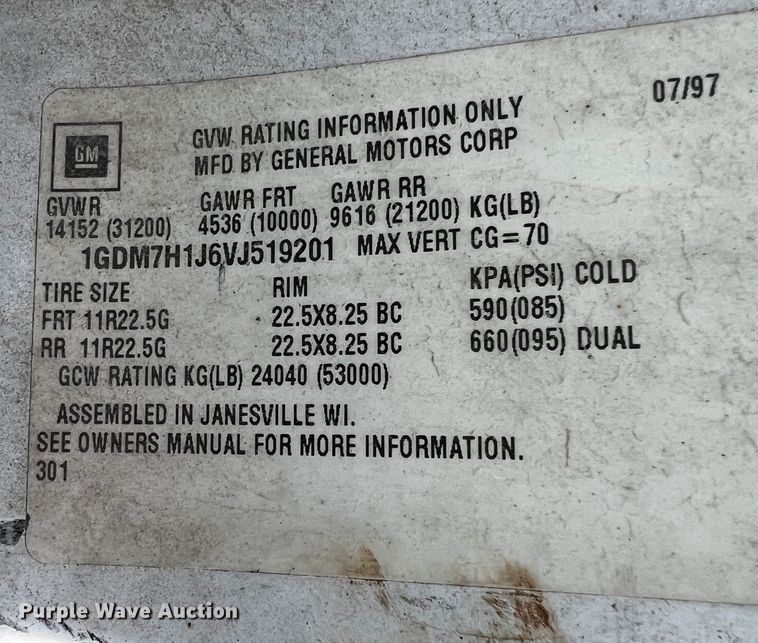 07/97
GM
GVW RATING INFORMATION ONLY
MFD BY GENERAL MOTORS CORP
GVWR GAWR FRT GAWR RR
14152 (31200) 4536 (10000) 9616 (21200) KG(LB)
1GDM7H1J6VJ519201 MAX VERT CG=70
TIRE SIZE RIM KPA(PSI) COLD
FRT 11R22.5G 22.5X8.25 BC 590(085)
RR 11R22.5G 22.5X8.25 BC 660(095) DUAL
GCW RATING KG(LB) 24040 (53000)
ASSEMBLED IN JANESVILLE WI.
SEE OWNERS MANUAL FOR MORE INFORMATION.
301
Purple Wave Auction